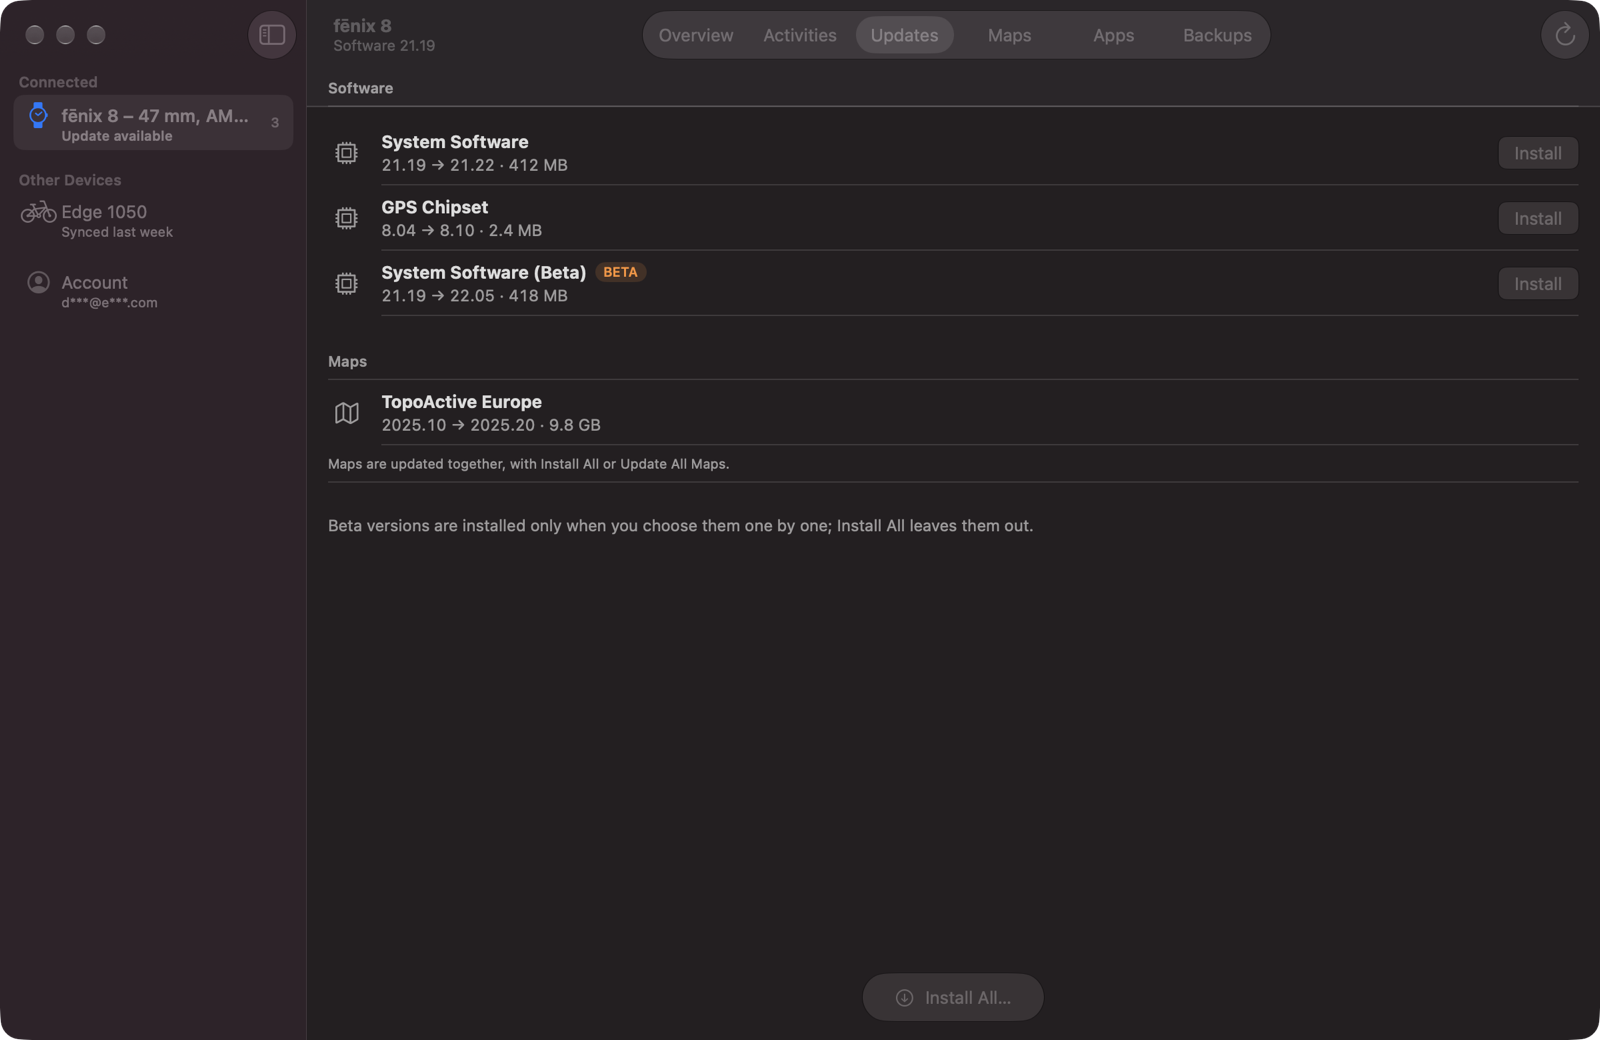 Connected
fēnix 8 – 47 mm, AM...
Update available
3
Other Devices
Edge 1050
Synced last week
Account
d***@e***.com
fēnix 8
Software 21.19
Overview
Activities
Updates
Maps
Apps
Backups
Software
System Software
21.19 → 21.22 · 412 MB
Install
GPS Chipset
8.04 → 8.10 · 2.4 MB
Install
System Software (Beta) BETA
21.19 → 22.05 · 418 MB
Install
Maps
TopoActive Europe
2025.10 → 2025.20 · 9.8 GB
Maps are updated together, with Install All or Update All Maps.
Beta versions are installed only when you choose them one by one; Install All leaves them out.
Install All...